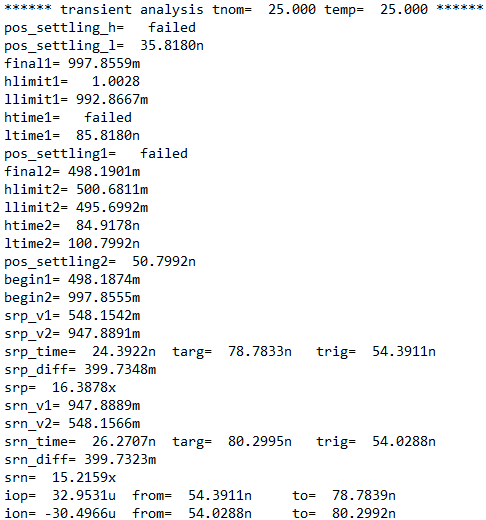 ****** transient analysis tnom= 25.000 temp= 25.000 ******
pos_settling_h= failed
pos_settling_l= 35.8180n
final1= 997.8559m
hlimit1= 1.0028
llimit1= 992.8667m
htime1= failed
ltime1= 85.8180n
pos_settling1= failed
final2= 498.1901m
hlimit2= 500.6811m
llimit2= 495.6992m
htime2= 84.9178n
ltime2= 100.7992n
pos_settling2= 50.7992n
begin1= 498.1874m
begin2= 997.8555m
srp_v1= 548.1542m
srp_v2= 947.8891m
srp_time= 24.3922n targ= 78.7833n trig= 54.3911n
srp_diff= 399.7348m
srp= 16.3878x
srn_v1= 947.8889m
srn_v2= 548.1566m
srn_time= 26.2707n targ= 80.2995n trig= 54.0288n
srn_diff= 399.7323m
srn= 15.2159x
iop= 32.9531u from= 54.3911n to= 78.7839n
ion= -30.4966u from= 54.0288n to= 80.2992n